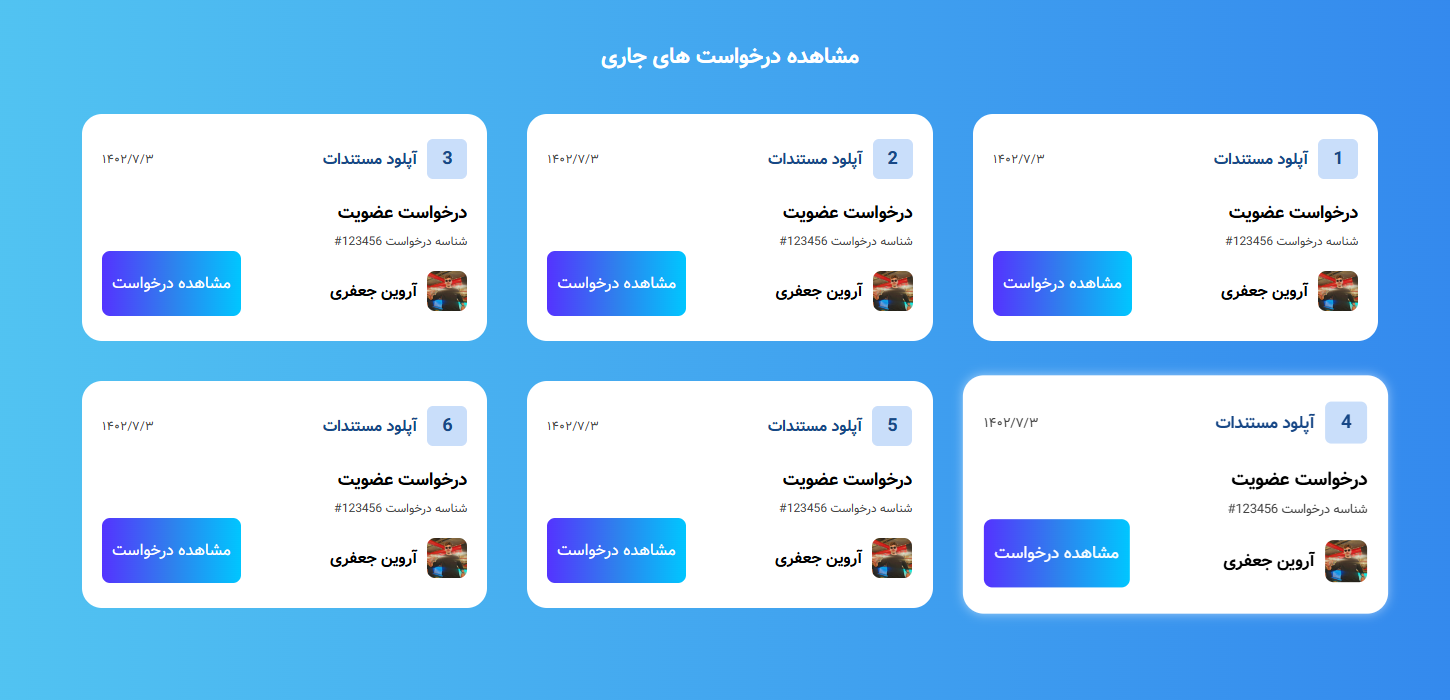 مشاهده درخواست های جاری
1 آپلود مستندات ۱۴۰۲/۷/۳
درخواست عضویت
شناسه درخواست 123456#
آروین جعفری
مشاهده درخواست
2 آپلود مستندات ۱۴۰۲/۷/۳
درخواست عضویت
شناسه درخواست 123456#
آروین جعفری
مشاهده درخواست
3 آپلود مستندات ۱۴۰۲/۷/۳
درخواست عضویت
شناسه درخواست 123456#
آروین جعفری
مشاهده درخواست
4 آپلود مستندات ۱۴۰۲/۷/۳
درخواست عضویت
شناسه درخواست 123456#
آروین جعفری
مشاهده درخواست
5 آپلود مستندات ۱۴۰۲/۷/۳
درخواست عضویت
شناسه درخواست 123456#
آروین جعفری
مشاهده درخواست
6 آپلود مستندات ۱۴۰۲/۷/۳
درخواست عضویت
شناسه درخواست 123456#
آروین جعفری
مشاهده درخواست